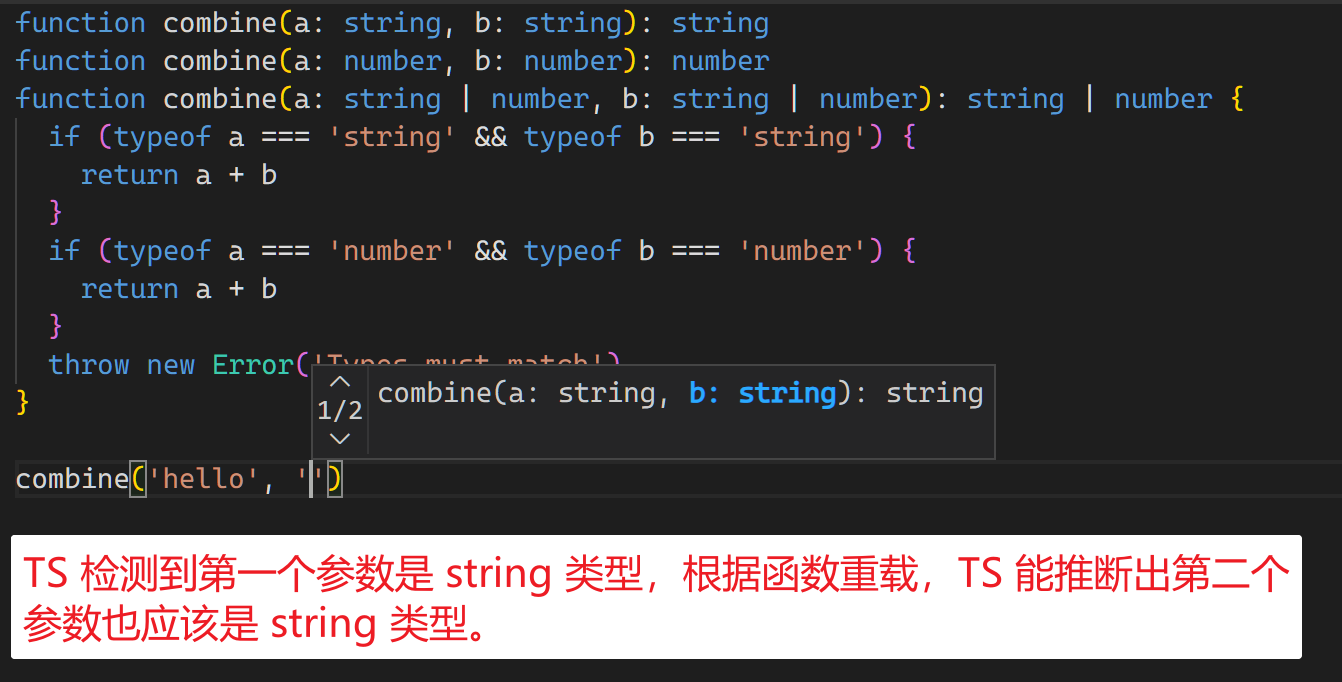 function combine(a: string, b: string): string
function combine(a: number, b: number): number
function combine(a: string | number, b: string | number): string | number {
  if (typeof a === 'string' && typeof b === 'string') {
    return a + b
  }
  if (typeof a === 'number' && typeof b === 'number') {
    return a + b
  }
  throw new Error('Types must match')
}
combine(a: string, b: string): string
1/2
combine('hello', '')
TS 检测到第一个参数是 string 类型，根据函数重载，TS 能推断出第二个
参数也应该是 string 类型。